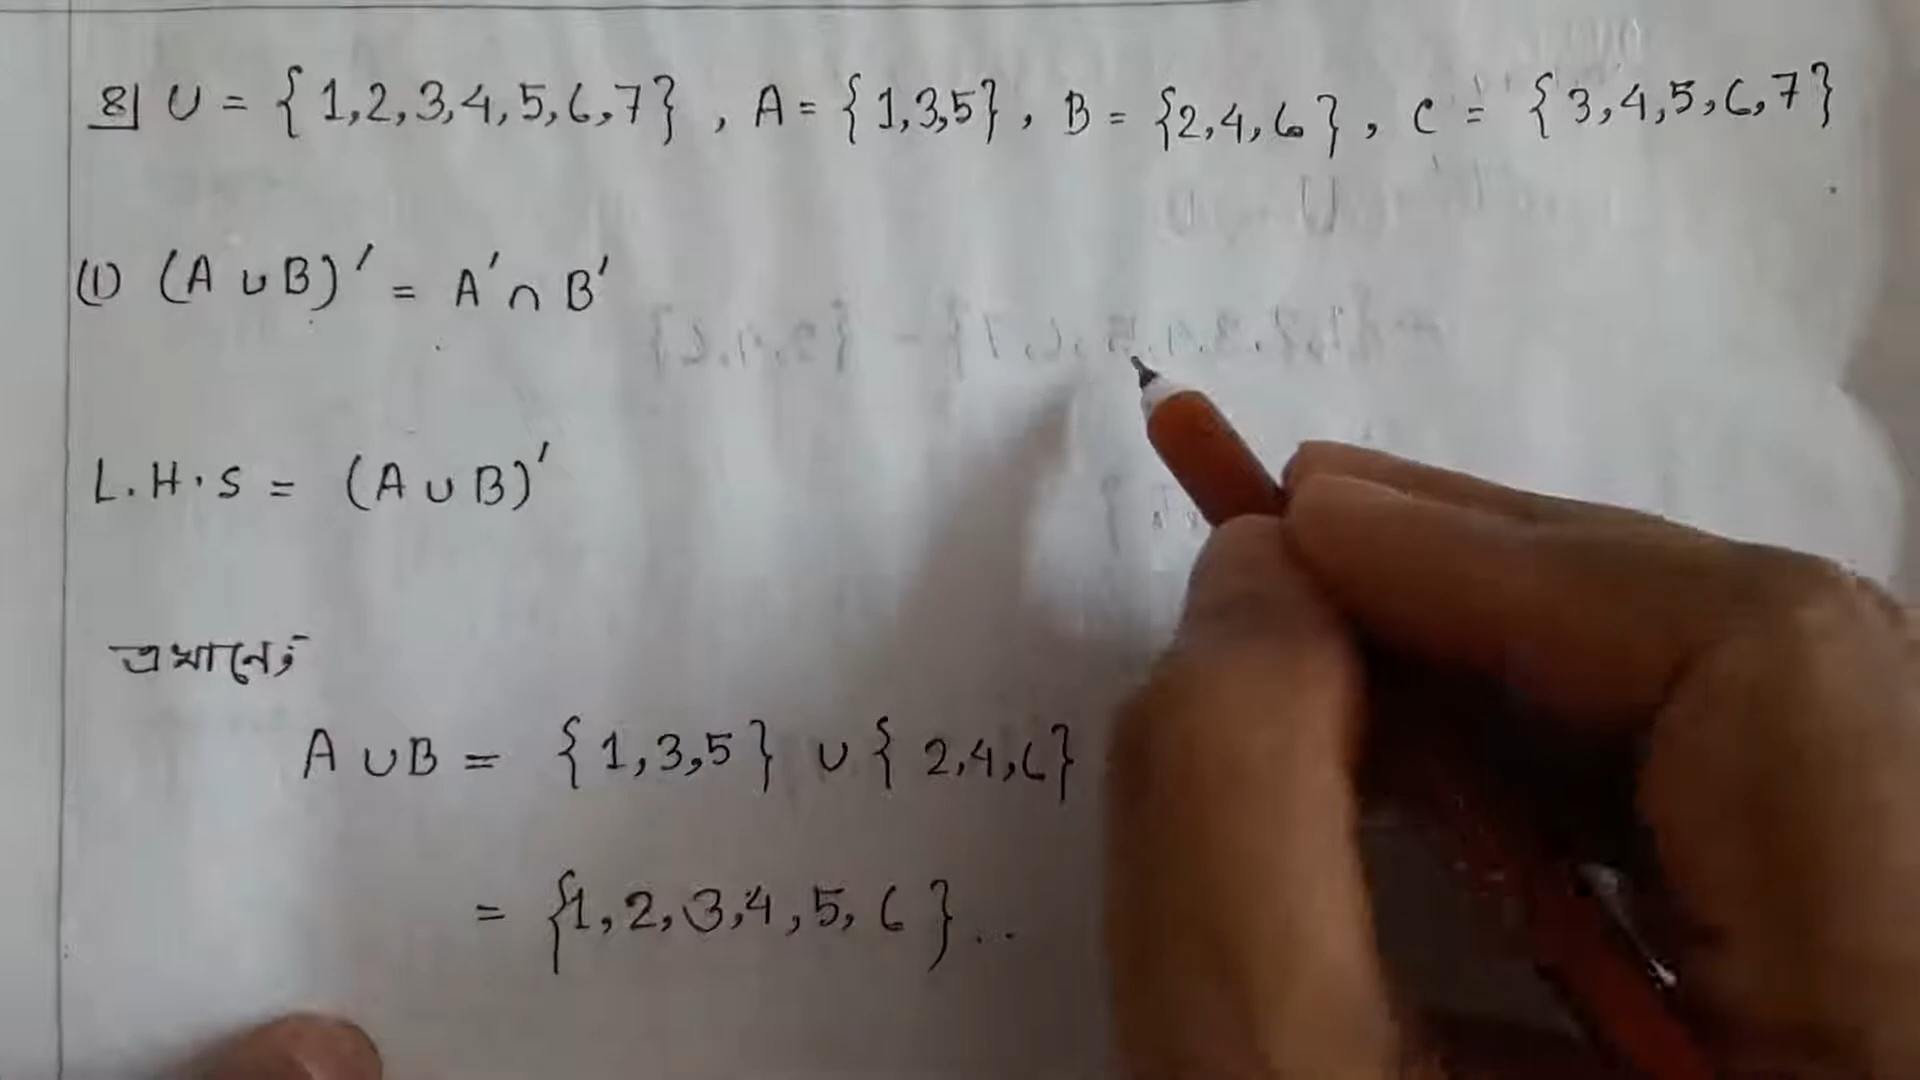 8| U = {1,2,3,4,5,6,7}, A = {1,3,5}, B = {2,4,6}, C = {3,4,5,6,7}
(i) (A ∪ B)′ = A′ ∩ B′
L.H.S = (A ∪ B)′
এখানে,
A ∪ B = {1,3,5} ∪ {2,4,6}
= {1,2,3,4,5,6}...